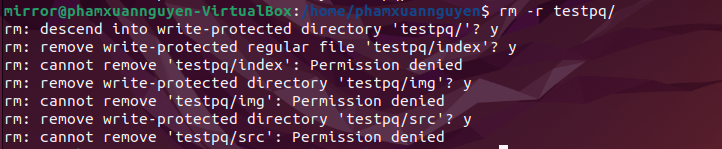 mirror@phamxuannguyen-VirtualBox:/home/phamxuannguyen$ rm -r testpq/
rm: descend into write-protected directory 'testpq/'? y
rm: remove write-protected regular file 'testpq/index'? y
rm: cannot remove 'testpq/index': Permission denied
rm: remove write-protected directory 'testpq/img'? y
rm: cannot remove 'testpq/img': Permission denied
rm: remove write-protected directory 'testpq/src'? y
rm: cannot remove 'testpq/src': Permission denied